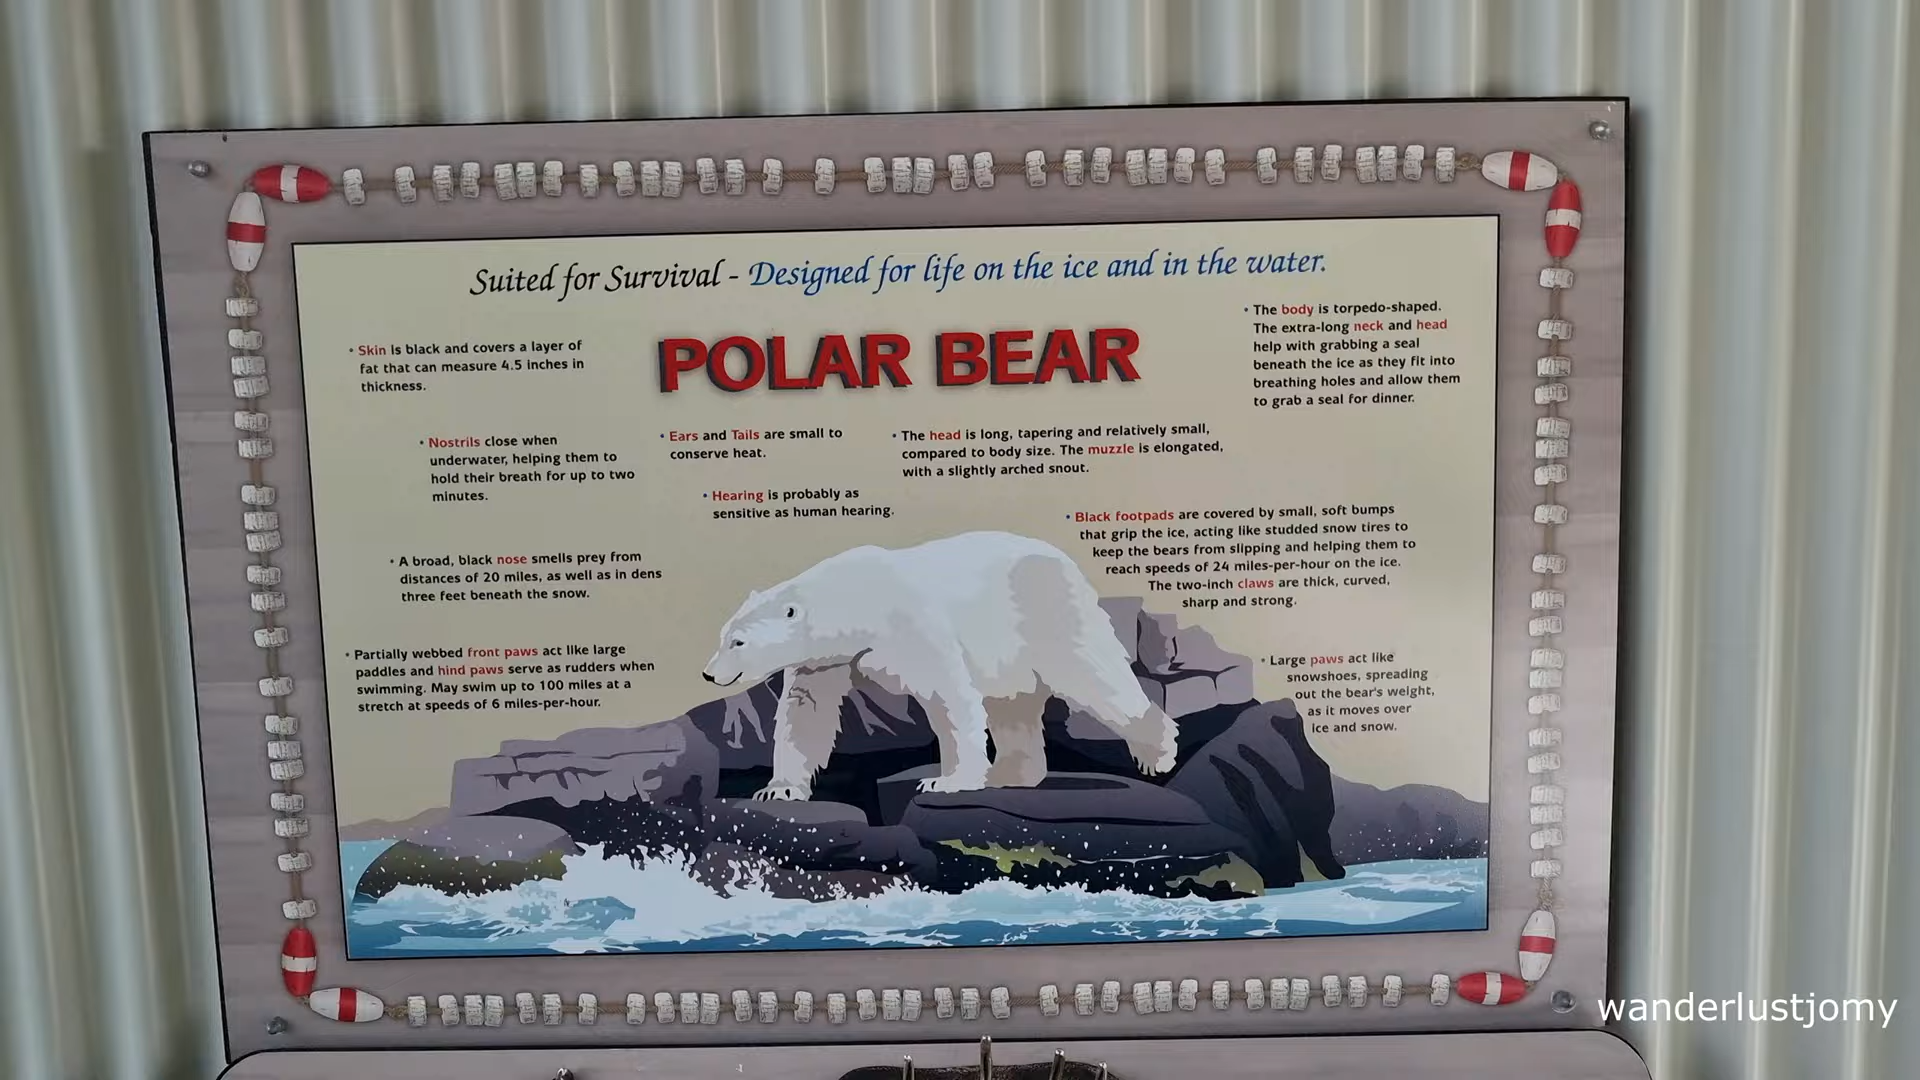 Suited for Survival - Designed for life on the ice and in the water.
POLAR BEAR
• Skin is black and covers a layer of
fat that can measure 4.5 inches in
thickness.
• Nostrils close when
underwater, helping them to
hold their breath for up to two
minutes.
• A broad, black nose smells prey from
distances of 20 miles, as well as in dens
three feet beneath the snow.
• Partially webbed front paws act like large
paddles and hind paws serve as rudders when
swimming. May swim up to 100 miles at a
stretch at speeds of 6 miles-per-hour.
• Ears and Tails are small to
conserve heat.
• Hearing is probably as
sensitive as human hearing.
• The head is long, tapering and relatively small,
compared to body size. The muzzle is elongated,
with a slightly arched snout.
• The body is torpedo-shaped.
The extra-long neck and head
help with grabbing a seal
beneath the ice as they fit into
breathing holes and allow them
to grab a seal for dinner.
• Black footpads are covered by small, soft bumps
that grip the ice, acting like studded snow tires to
keep the bears from slipping and helping them to
reach speeds of 24 miles-per-hour on the ice.
The two-inch claws are thick, curved,
sharp and strong.
• Large paws act like
snowshoes, spreading
out the bear's weight,
as it moves over
ice and snow.
wanderlustjomy